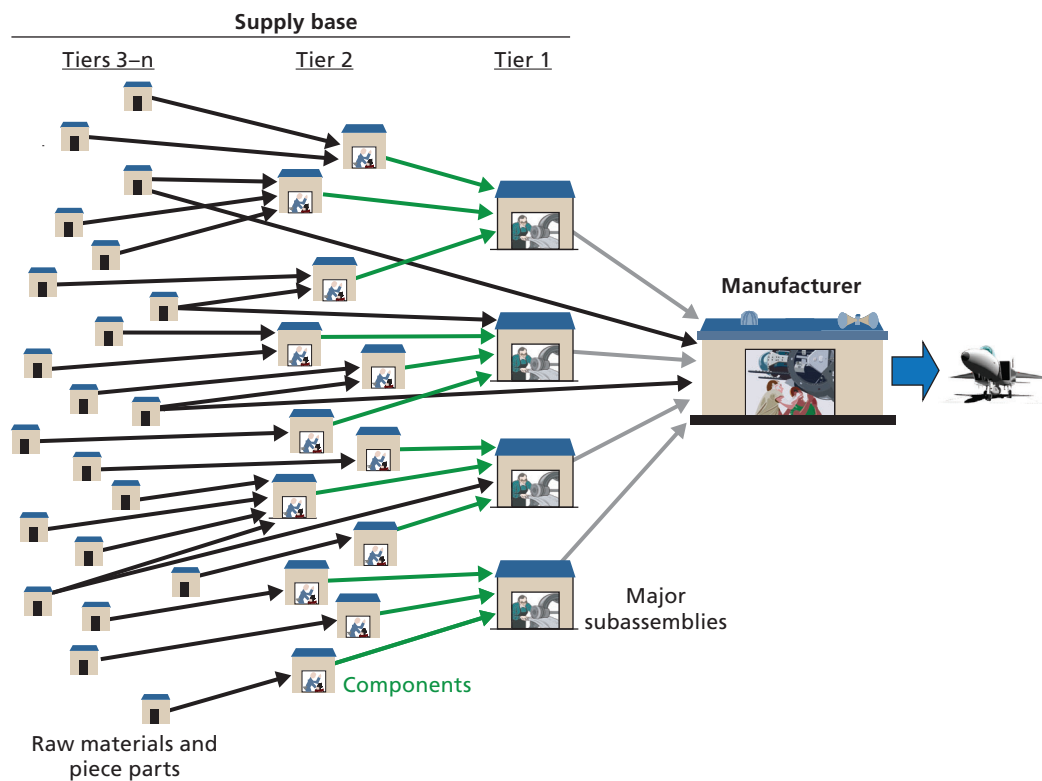 Supply base
Tiers 3–n
Tier 2
Tier 1
Manufacturer
Major
subassemblies
Components
Raw materials and
piece parts